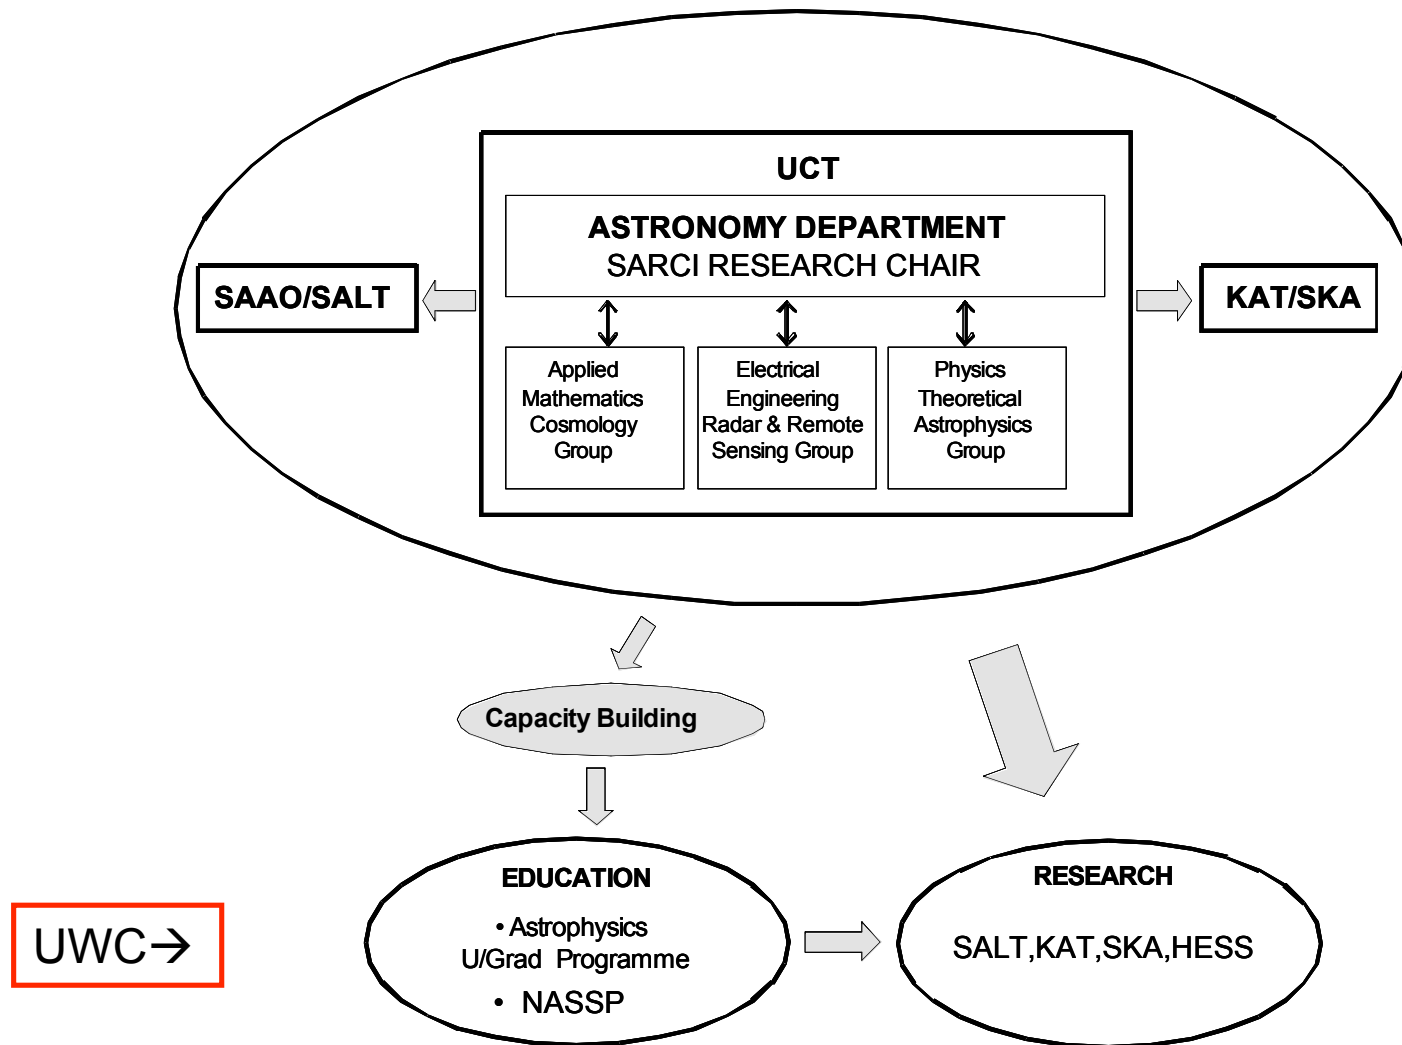 UCT
ASTRONOMY DEPARTMENT
SARCI RESEARCH CHAIR
SAAO/SALT
KAT/SKA
Applied
Mathematics
Cosmology
Group
Electrical
Engineering
Radar & Remote
Sensing Group
Physics
Theoretical
Astrophysics
Group
Capacity Building
EDUCATION
• Astrophysics
U/Grad Programme
• NASSP
RESEARCH
SALT,KAT,SKA,HESS
UWC→